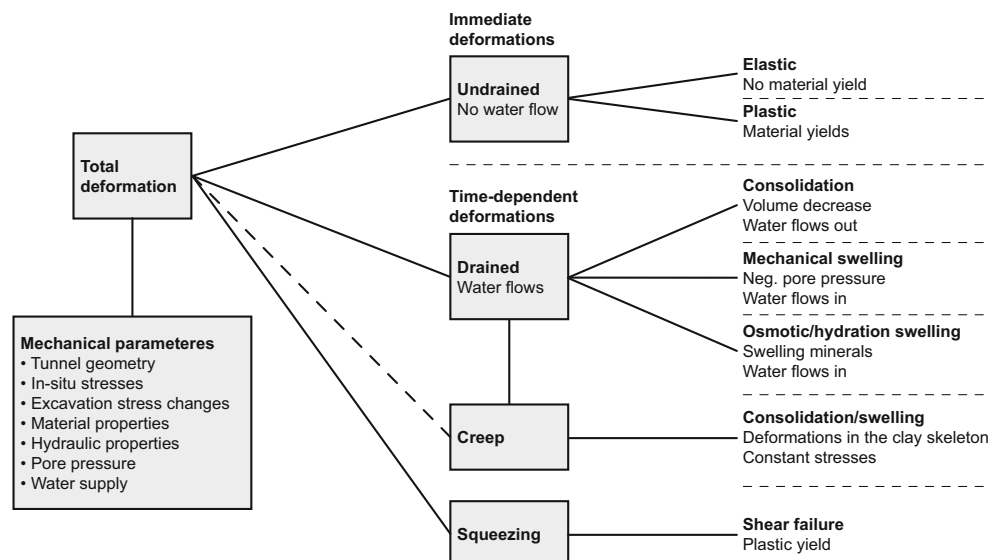 Immediate
deformations
Undrained
No water flow
Elastic
No material yield
Plastic
Material yields
Total
deformation
Time-dependent
deformations
Drained
Water flows
Consolidation
Volume decrease
Water flows out
Mechanical swelling
Neg. pore pressure
Water flows in
Osmotic/hydration swelling
Swelling minerals
Water flows in
Mechanical parameteres
• Tunnel geometry
• In-situ stresses
• Excavation stress changes
• Material properties
• Hydraulic properties
• Pore pressure
• Water supply
Creep
Consolidation/swelling
Deformations in the clay skeleton
Constant stresses
Squeezing
Shear failure
Plastic yield